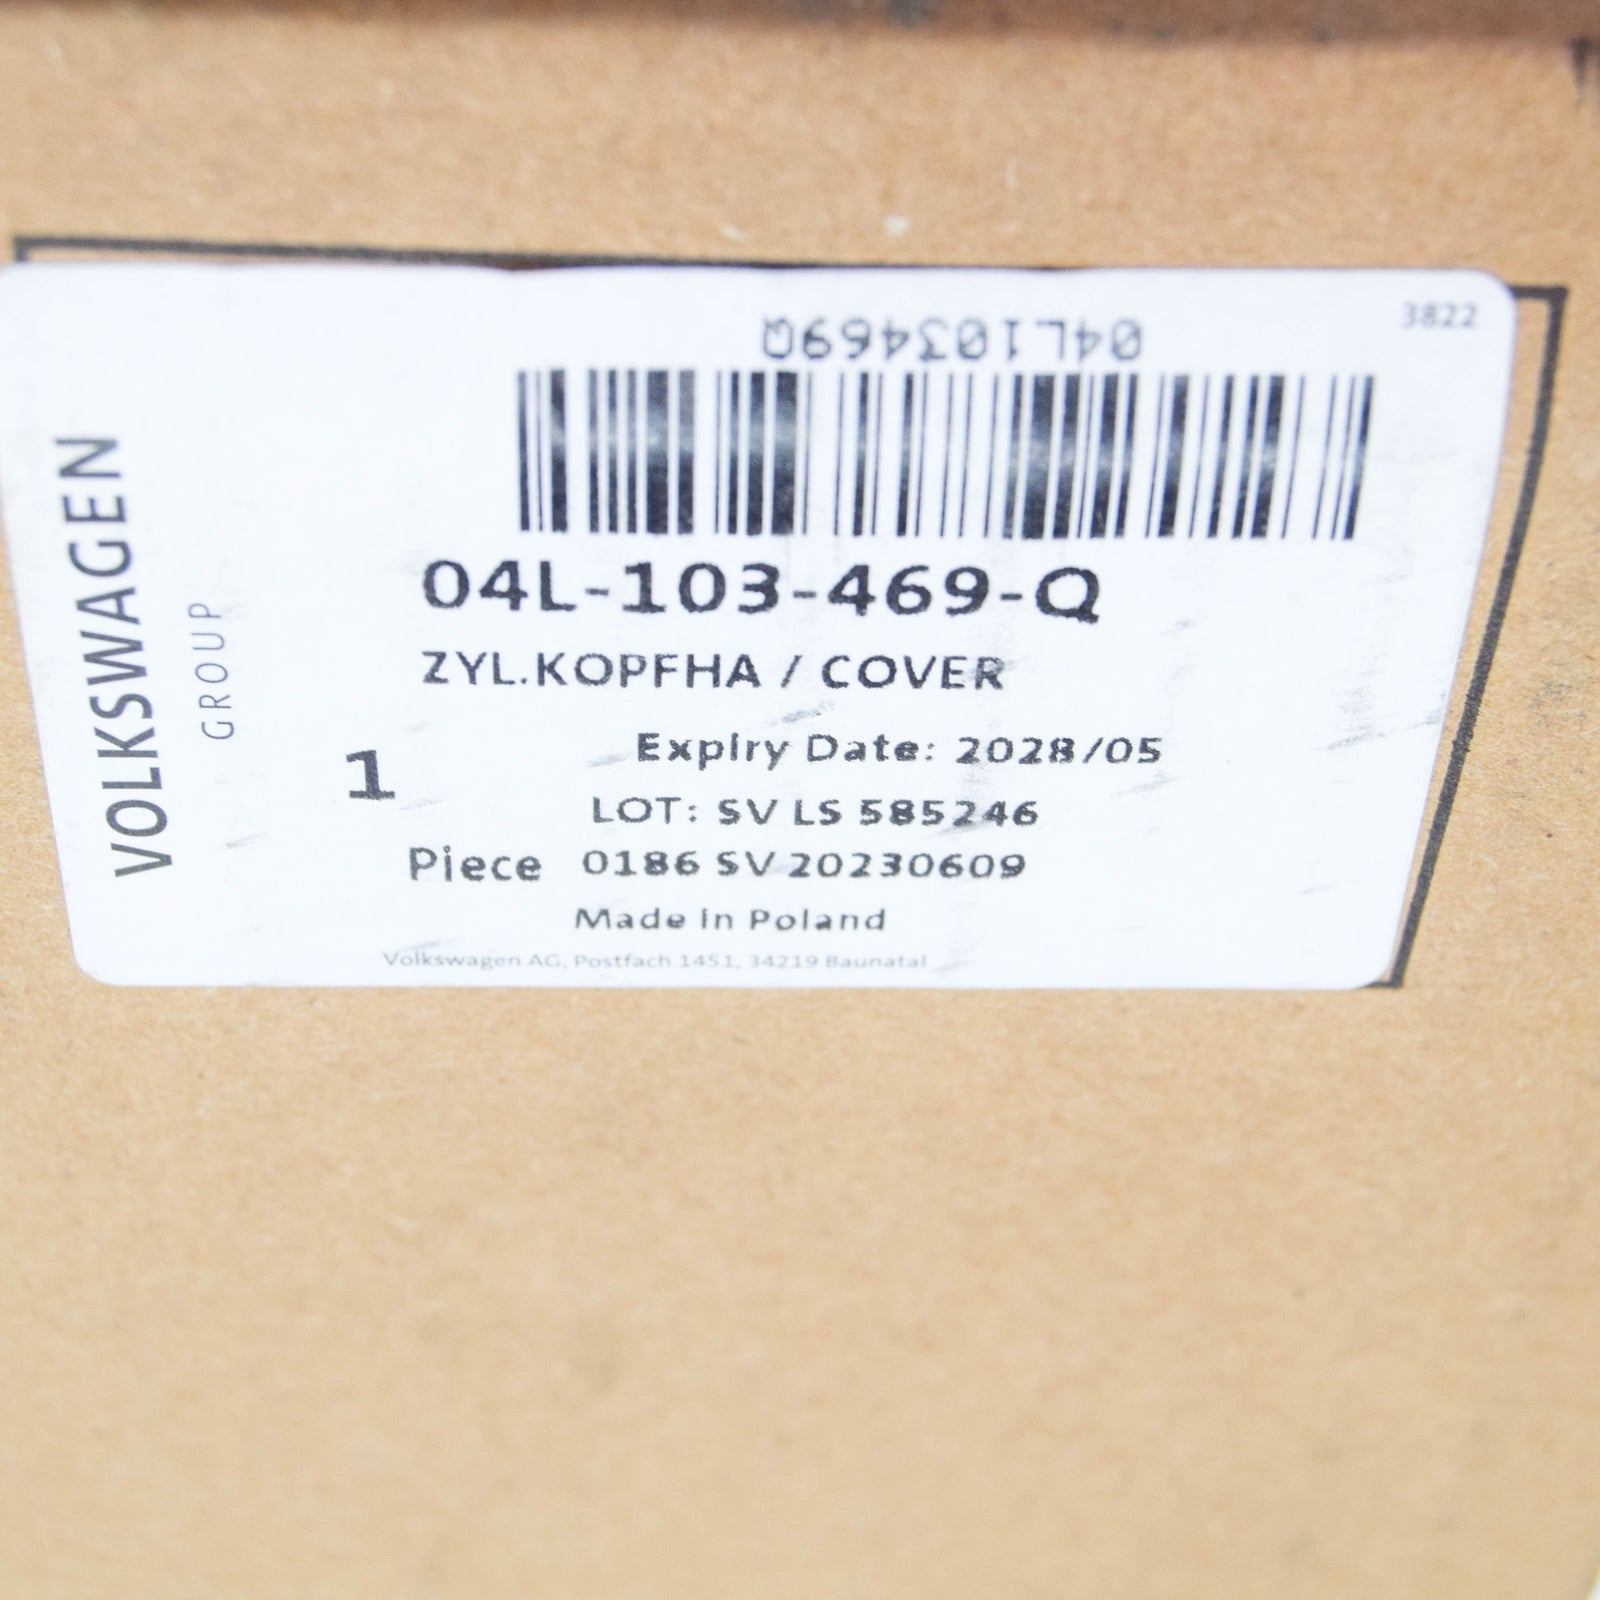 3822
04L103469Q
VOLKSWAGEN
GROUP
04L-103-469-Q
ZYL.KOPFHA / COVER
Expiry Date: 2028/05
1
LOT: SV LS 585246
Piece 0186 SV 20230609
Made in Poland
Volkswagen AG, Postfach 1451, 34219 Baunatal